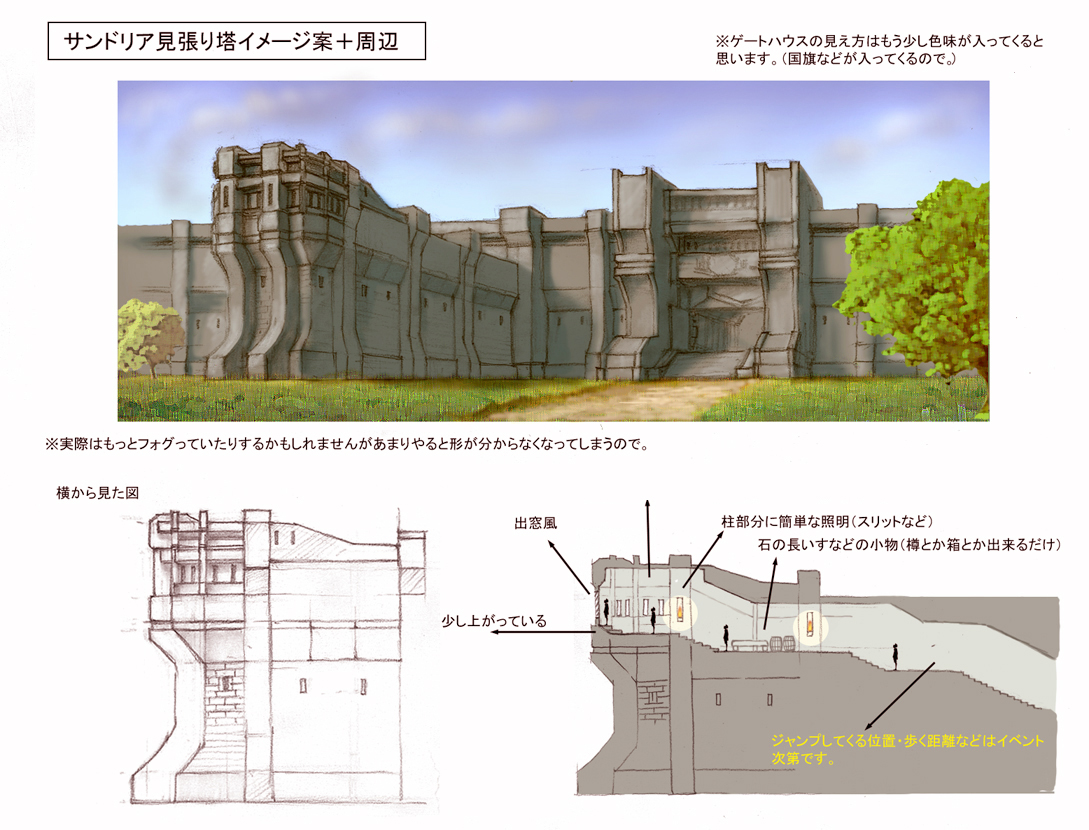 サンドリア見張り塔イメージ案＋周辺
※ゲートハウスの見え方はもう少し色味が入ってくると
思います。（国旗などが入ってくるので。）
※実際はもっとフォグっていたりするかもしれませんがあまりやると形が分からなくなってしまうので。
横から見た図
出窓風
柱部分に簡単な照明（スリットなど）
石の長いすなどの小物（樽とか箱とか出来るだけ）
少し上がっている
ジャンプしてくる位置・歩く距離などはイベント
次第です。